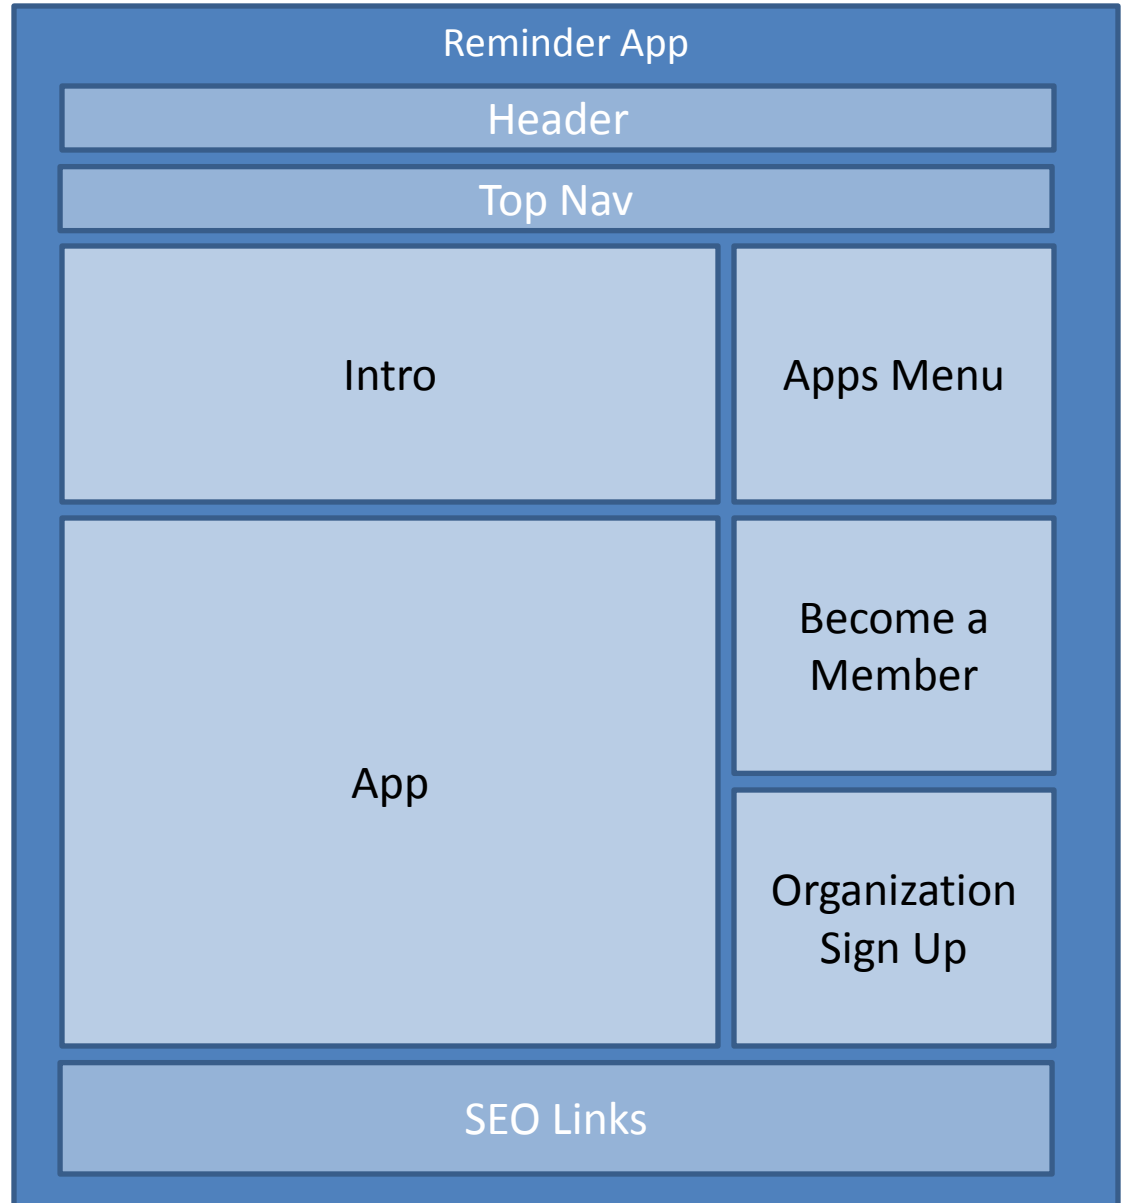 Reminder App
Header
Top Nav
Intro
Apps Menu
App
Become a
Member
Organization
Sign Up
SEO Links